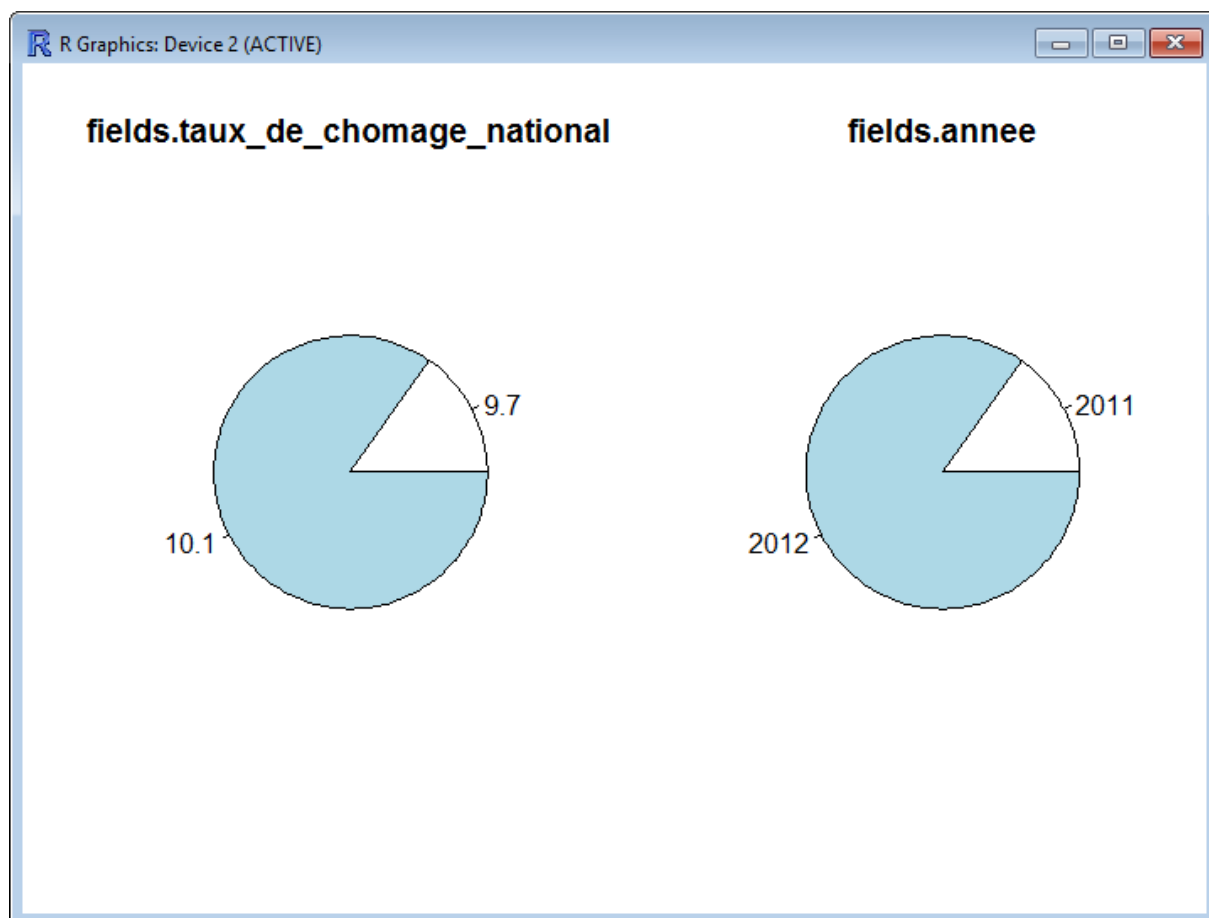 R Graphics: Device 2 (ACTIVE)
fields.taux_de_chomage_national
fields.annee
9.7
10.1
2011
2012